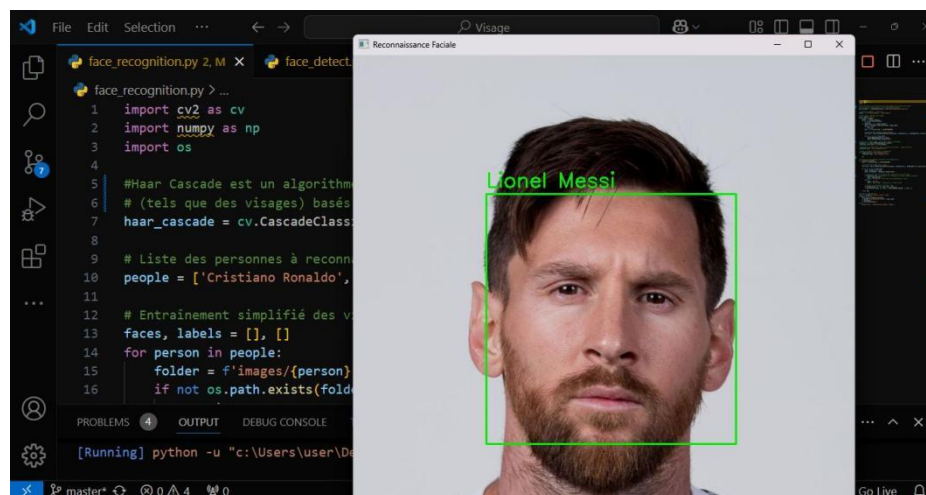 File Edit Selection ... Visage
Reconnaissance Faciale
face_recognition.py 2, M face_detect.
face_recognition.py > ...
1 import cv2 as cv
2 import numpy as np
3 import os
4
5 #Haar Cascade est un algorithme
6 # (tels que des visages) basés
7 haar_cascade = cv.CascadeClassi
8
9 # Liste des personnes à reconna
10 people = ['Cristiano Ronaldo',
11
12 # Entrainement simplifié des vi
13 faces, labels = [], []
14 for person in people:
15 folder = f'images/{person}
16 if not os.path.exists(folde
Lionel Messi
7
PROBLEMS 4 OUTPUT DEBUG CONSOLE
[Running] python -u "c:\Users\user\De
master* 0 4 0 Go Live